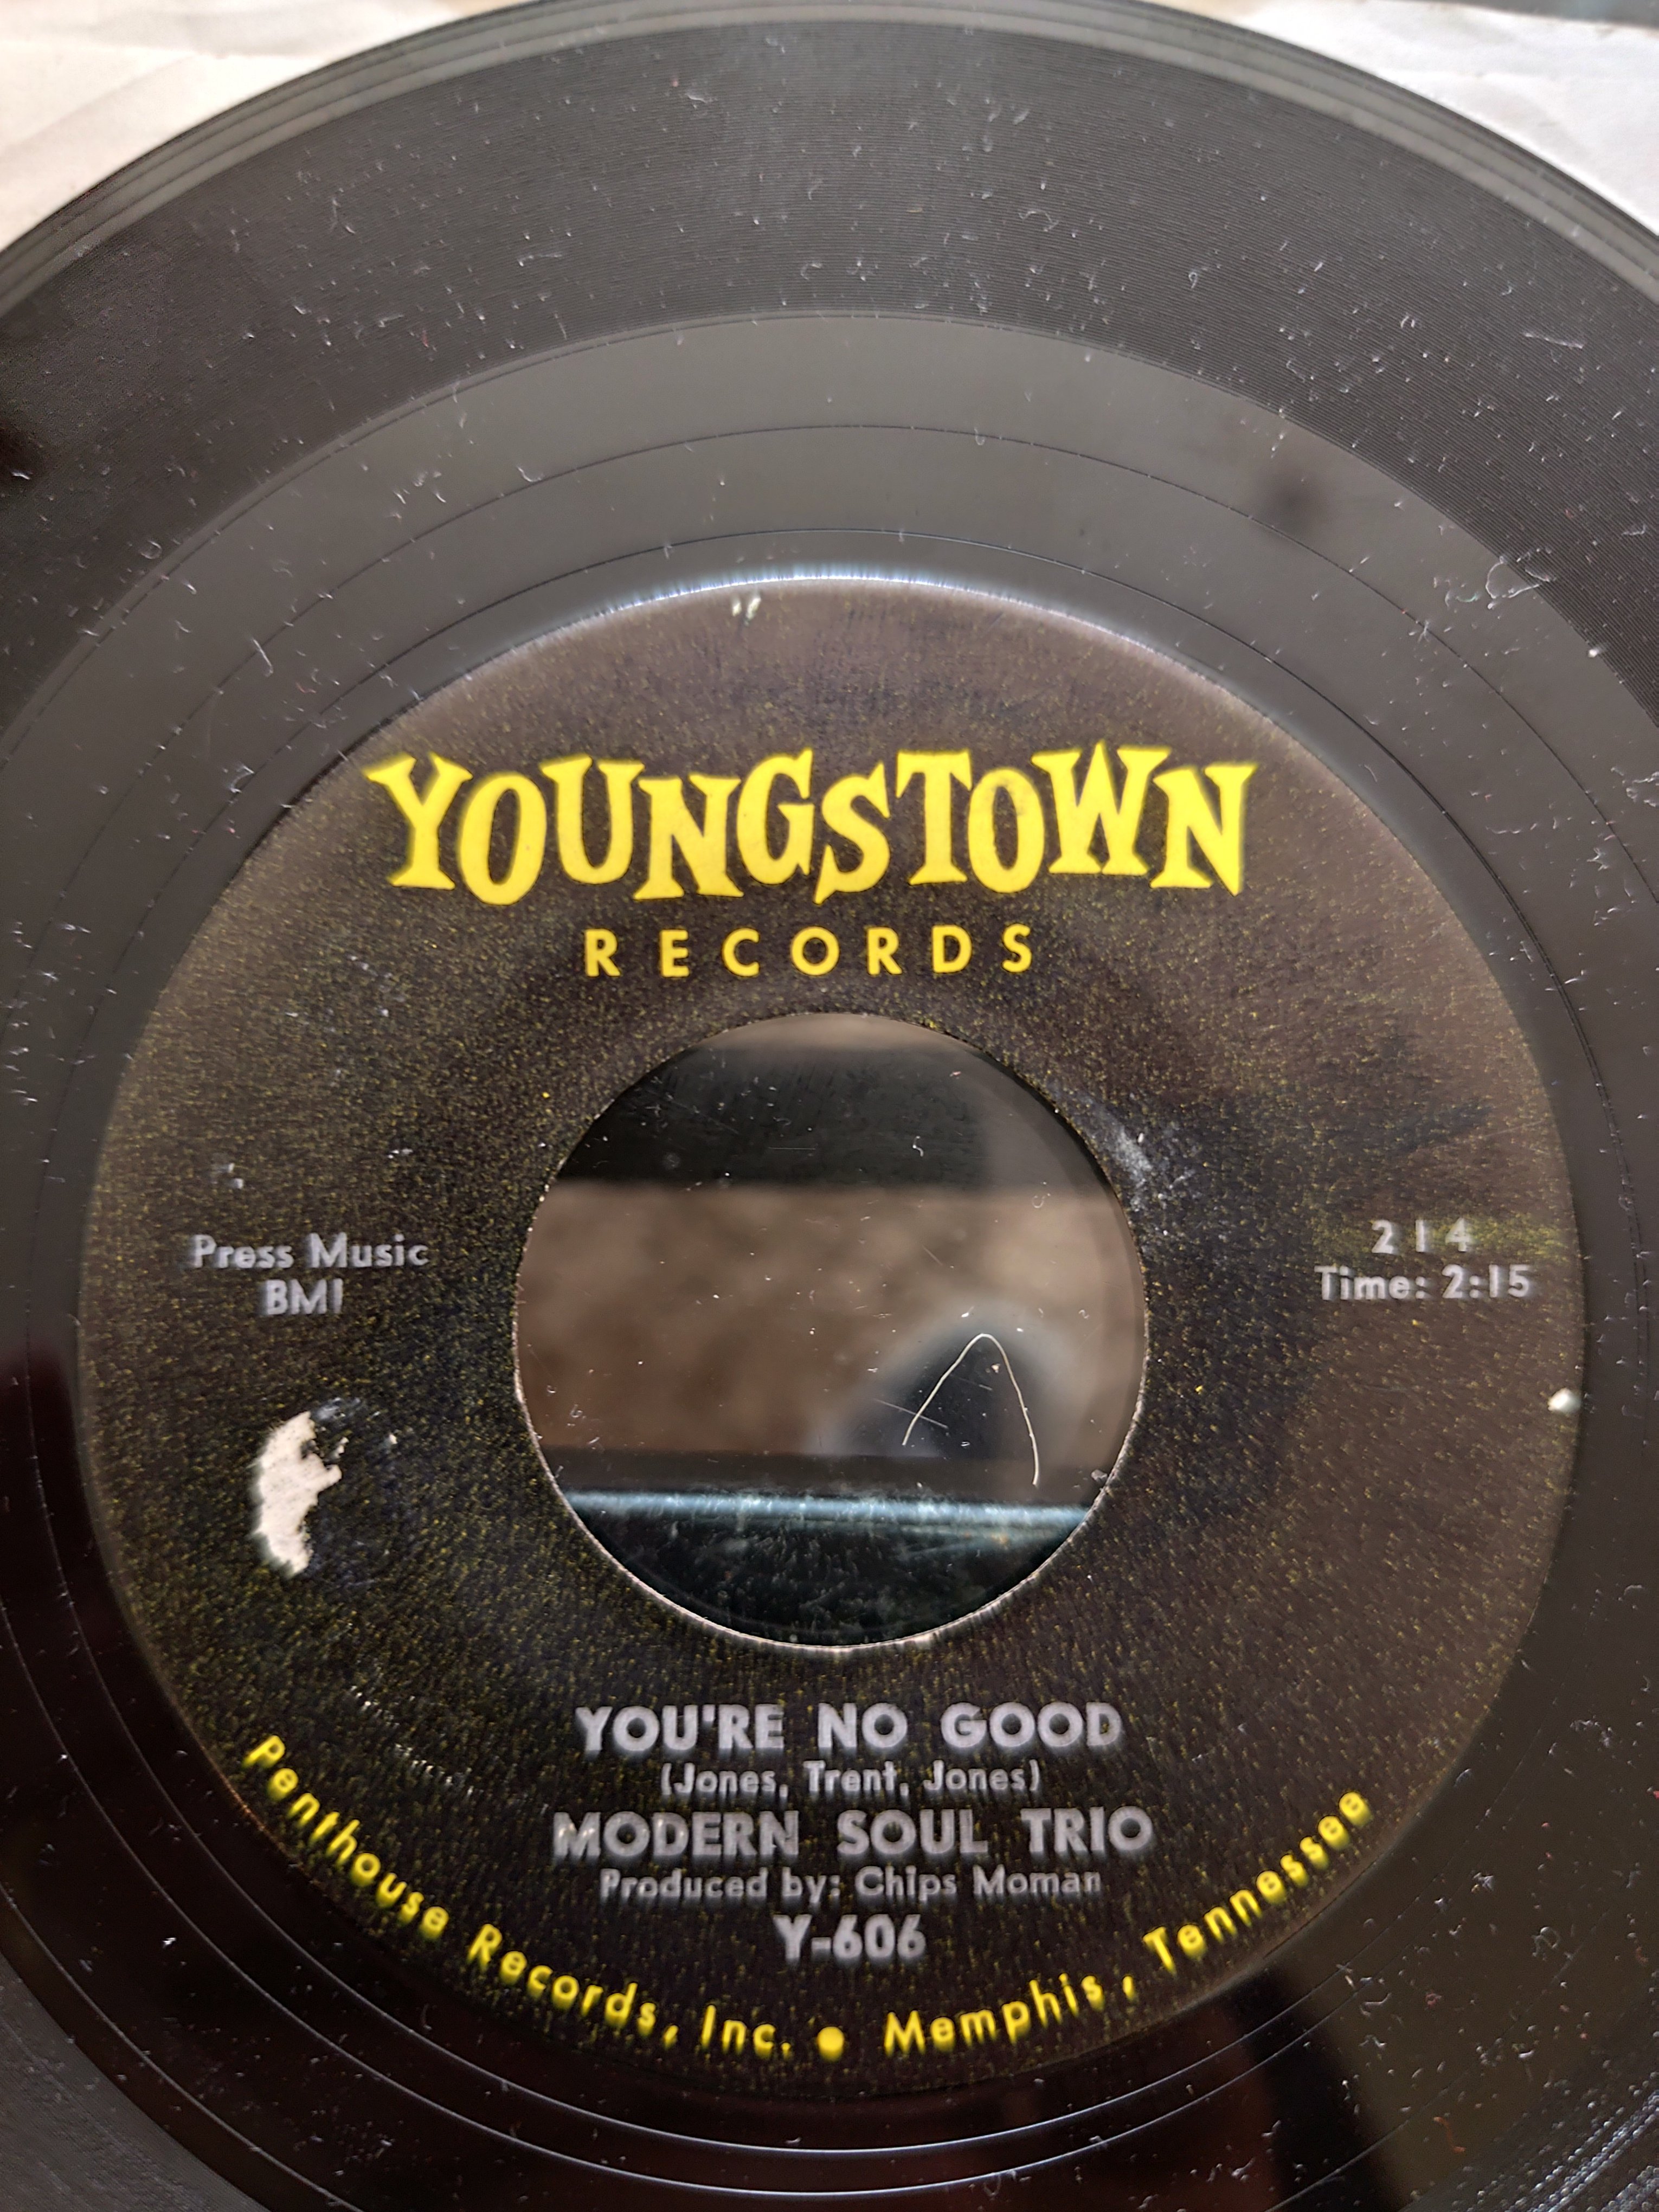 YOUNGSTOWN
RECORDS
Press Music
BMI
214
Time: 2:15
YOU'RE NO GOOD
(Jones, Trent, Jones)
MODERN SOUL TRIO
Produced by: Chips Moman
Y-606
Penthouse Records, Inc. • Memphis, Tennessee